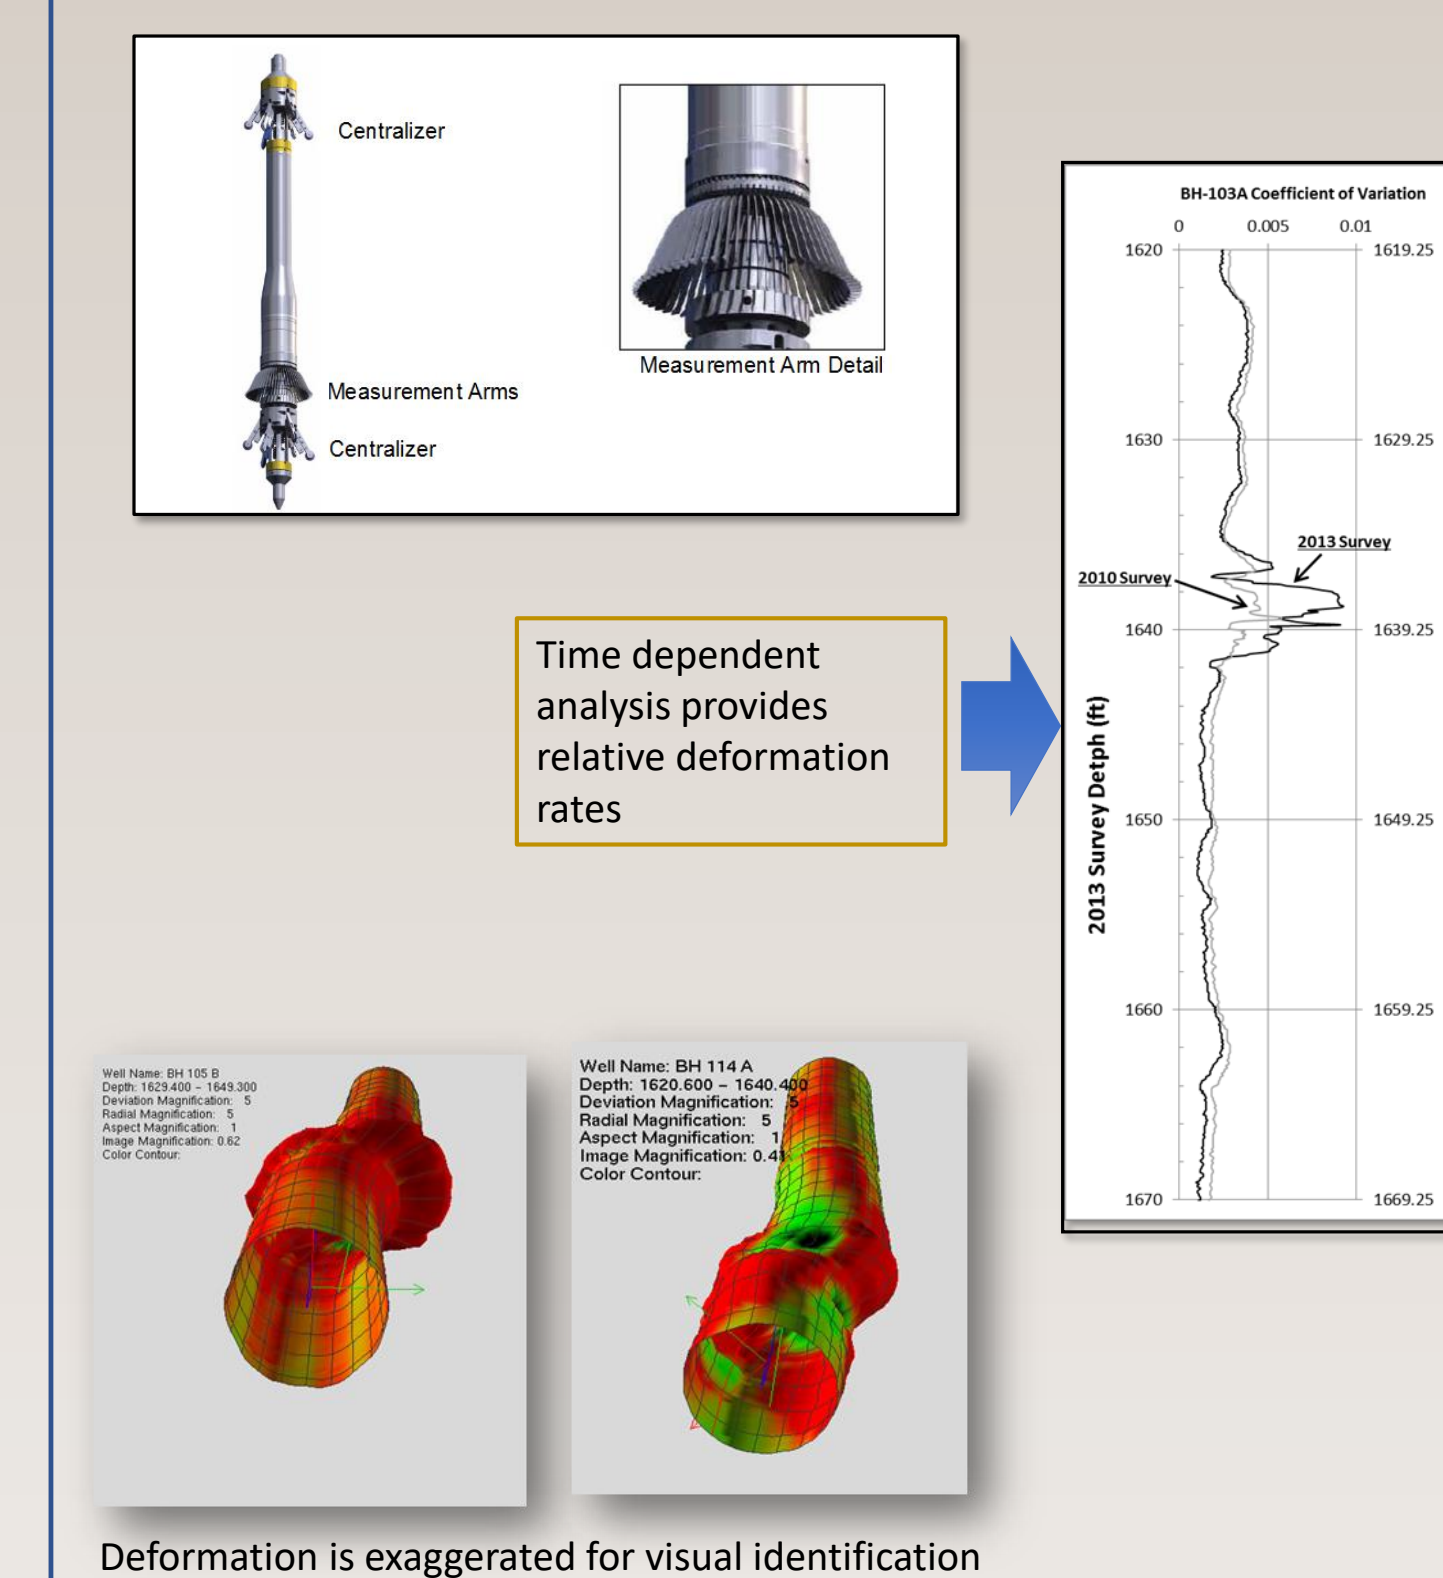 Centralizer
Measurement Arms
Centralizer
Measurement Arm Detail
BH-103A Coefficient of Variation
0 0.005 0.01
1620 1619.25
1630 1629.25
2013 Survey
2010 Survey
1640 1639.25
1650 1649.25
1660 1659.25
1670 1669.25
2013 Survey Detph (ft)
Time dependent
analysis provides
relative deformation
rates
Well Name: BH 105 B
Depth: 1629.400 – 1649.300
Deviation Magnification: 5
Radial Magnification: 5
Aspect Magnification: 1
Image Magnification: 0.62
Color Contour:
Well Name: BH 114 A
Depth: 1620.600 – 1640.400
Deviation Magnification: 5
Radial Magnification: 5
Aspect Magnification: 1
Image Magnification: 0.41
Color Contour:
Deformation is exaggerated for visual identification